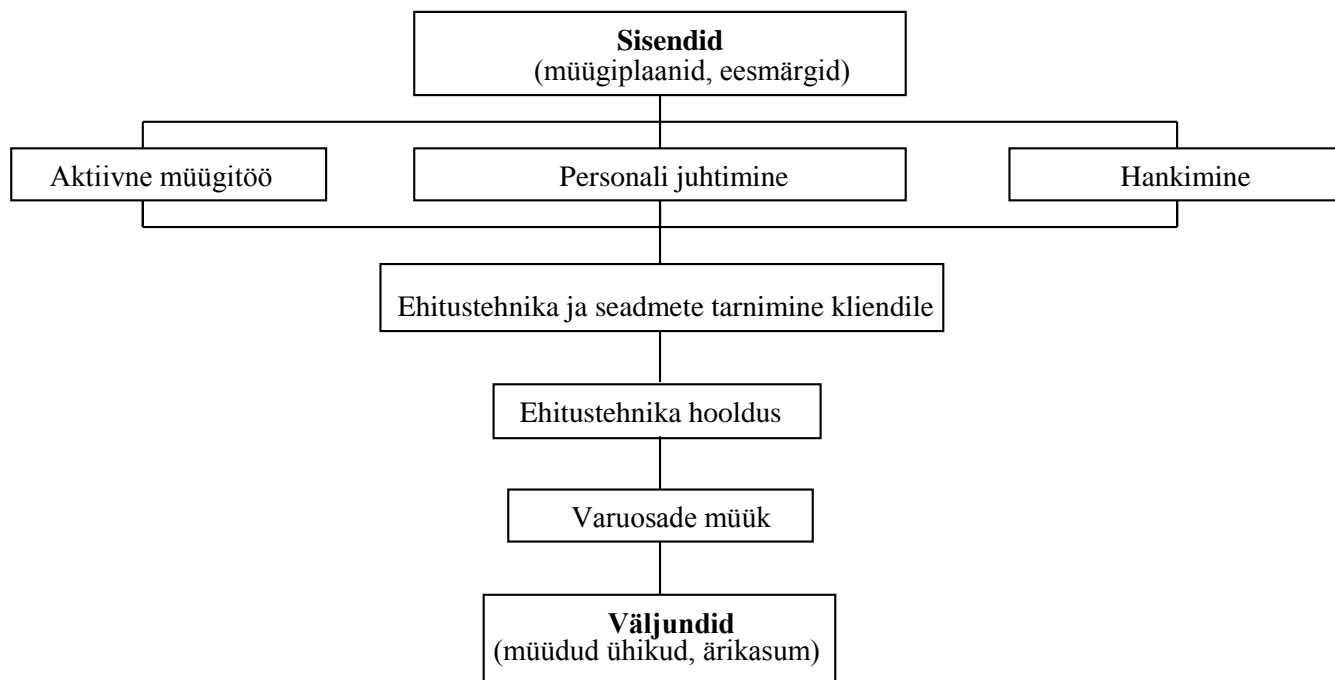 Sisendid
(müügiplaanid, eesmärgid)
Aktiivne müügitöö
Personali juhtimine
Hankimine
Ehitustehnika ja seadmete tarnimine kliendile
Ehitustehnika hooldus
Varuosade müük
Väljundid
(müüdud ühikud, ärikasum)